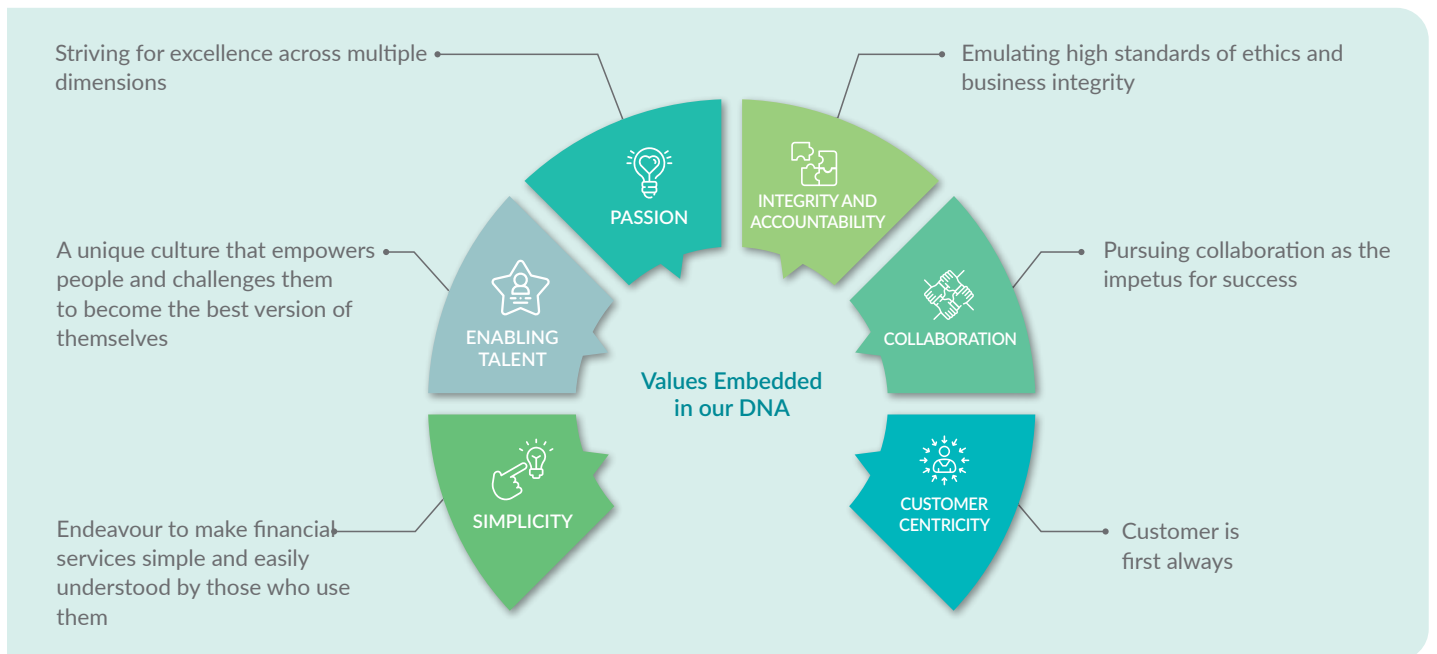 Striving for excellence across multiple
dimensions
Emulating high standards of ethics and
business integrity
PASSION
INTEGRITY AND
ACCOUNTABILITY
A unique culture that empowers
people and challenges them
to become the best version of
themselves
Pursuing collaboration as the
impetus for success
ENABLING
TALENT
COLLABORATION
Values Embedded
in our DNA
SIMPLICITY
CUSTOMER
CENTRICITY
Endeavour to make financial
services simple and easily
understood by those who use
them
Customer is
first always